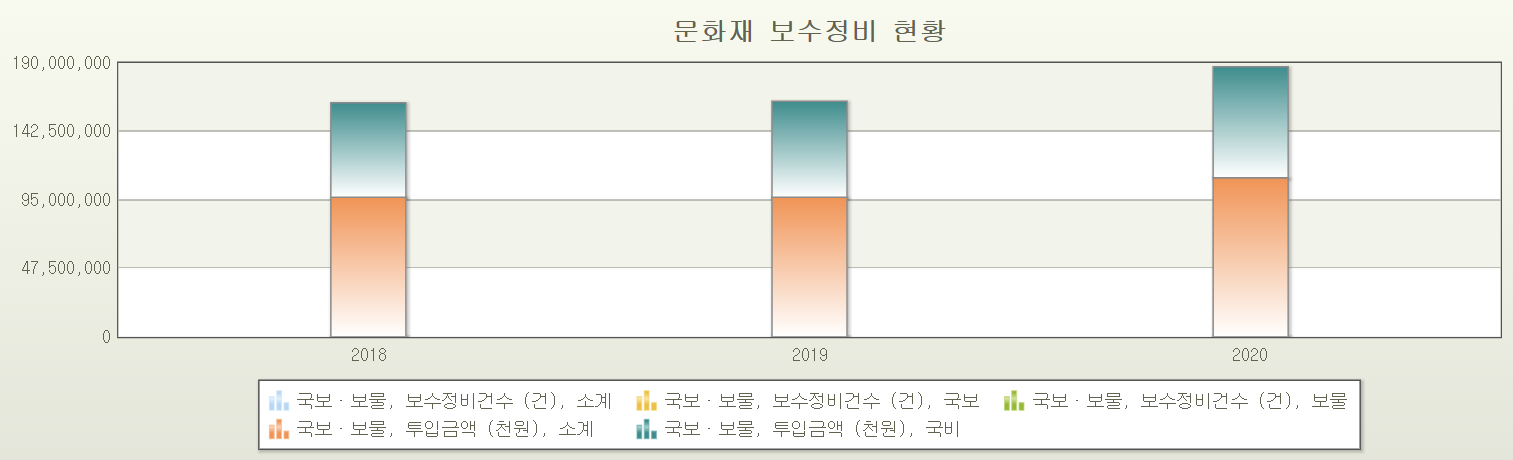 문화재 보수정비 현황
190,000,000
142,500,000
95,000,000
47,500,000
0
2018 2019 2020
국보·보물, 보수정비건수 (건), 소계 국보·보물, 보수정비건수 (건), 국보 국보·보물, 보수정비건수 (건), 보물
국보·보물, 투입금액 (천원), 소계 국보·보물, 투입금액 (천원), 국비